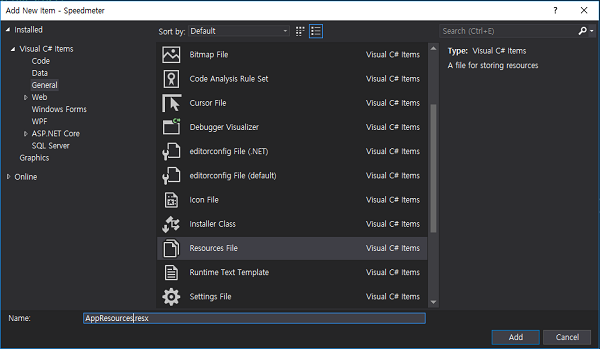 Add New Item - Speedmeter
? ×
Installed
Sort by: Default
Search (Ctrl+E)
Visual C# Items
Code
Data
General
Web
Windows Forms
WPF
ASP.NET Core
SQL Server
Graphics
Online
Bitmap File Visual C# Items
Code Analysis Rule Set Visual C# Items
Cursor File Visual C# Items
Debugger Visualizer Visual C# Items
editorconfig File (.NET) Visual C# Items
editorconfig File (default) Visual C# Items
Icon File Visual C# Items
Installer Class Visual C# Items
Resources File Visual C# Items
Runtime Text Template Visual C# Items
Settings File Visual C# Items
Type: Visual C# Items
A file for storing resources
Name: AppResources.resx
Add Cancel